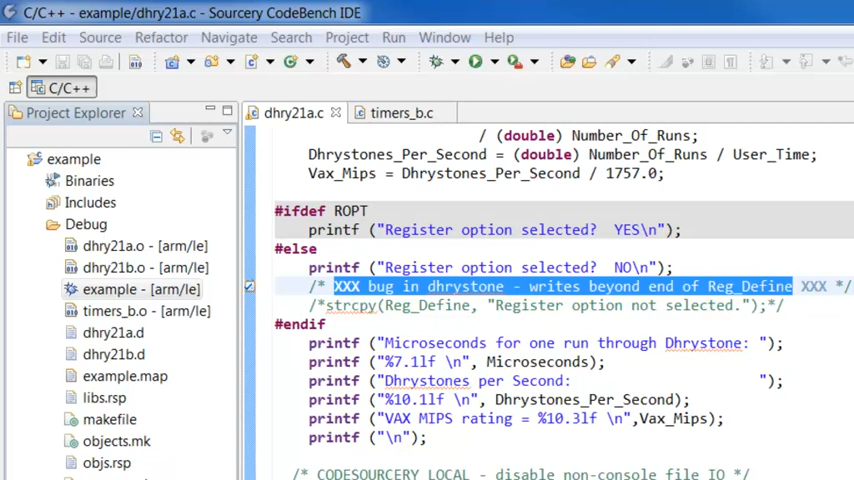 C/C++ - example/dhry21a.c - Sourcery CodeBench IDE
File Edit Source Refactor Navigate Search Project Run Window Help
C/C++
Project Explorer
dhry21a.c
timers_b.c
example
Binaries
Includes
Debug
dhry21a.o - [arm/le]
dhry21b.o - [arm/le]
example - [arm/le]
timers_b.o - [arm/le]
dhry21a.d
dhry21b.d
example.map
libs.rsp
makefile
objects.mk
objs.rsp
/ (double) Number_Of_Runs;
Dhrystones_Per_Second = (double) Number_Of_Runs / User_Time;
Vax_Mips = Dhrystones_Per_Second / 1757.0;
#ifdef ROPT
printf ("Register option selected?  YES\n");
#else
printf ("Register option selected?  NO\n");
/* XXX bug in dhrystone - writes beyond end of Reg_Define XXX */
/*strcpy(Reg_Define, "Register option not selected.");*/
#endif
printf ("Microseconds for one run through Dhrystone: ");
printf ("%7.1lf \n", Microseconds);
printf ("Dhrystones per Second:                      ");
printf ("%10.1lf \n", Dhrystones_Per_Second);
printf ("VAX MIPS rating = %10.3lf \n",Vax_Mips);
printf ("\n");
/* CODESOURCERY LOCAL - disable non-console file IO */